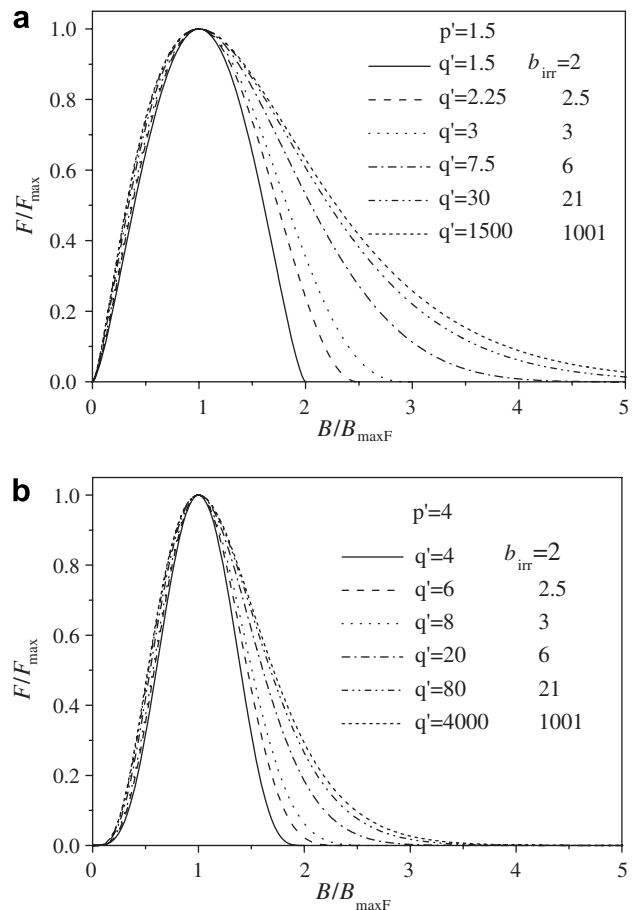 a
p'=1.5
q'=1.5 b_irr=2
q'=2.25 2.5
q'=3 3
q'=7.5 6
q'=30 21
q'=1500 1001
1.0
0.8
0.6
0.4
0.2
0.0
F/F_max
0 1 2 3 4 5
B/B_maxF
b
p'=4
q'=4 b_irr=2
q'=6 2.5
q'=8 3
q'=20 6
q'=80 21
q'=4000 1001
1.0
0.8
0.6
0.4
0.2
0.0
F/F_max
0 1 2 3 4 5
B/B_maxF